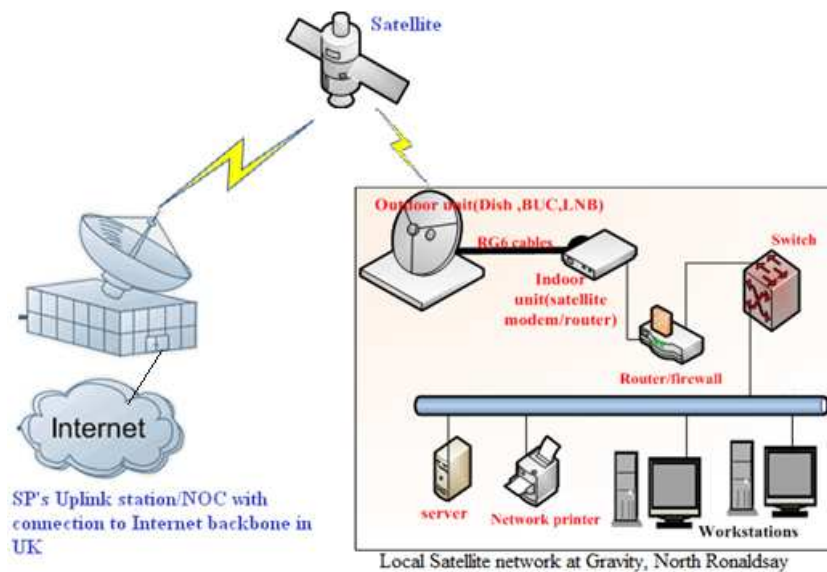 Satellite
Outdoor unit(Dish ,BUC,LNB)
RG6 cables
Switch
Indoor
unit(satellite
modem/router)
Router/firewall
Internet
SP's Uplink station/NOC with
connection to Internet backbone in
UK
server
Network printer
Workstations
Local Satellite network at Gravity, North Ronaldsay